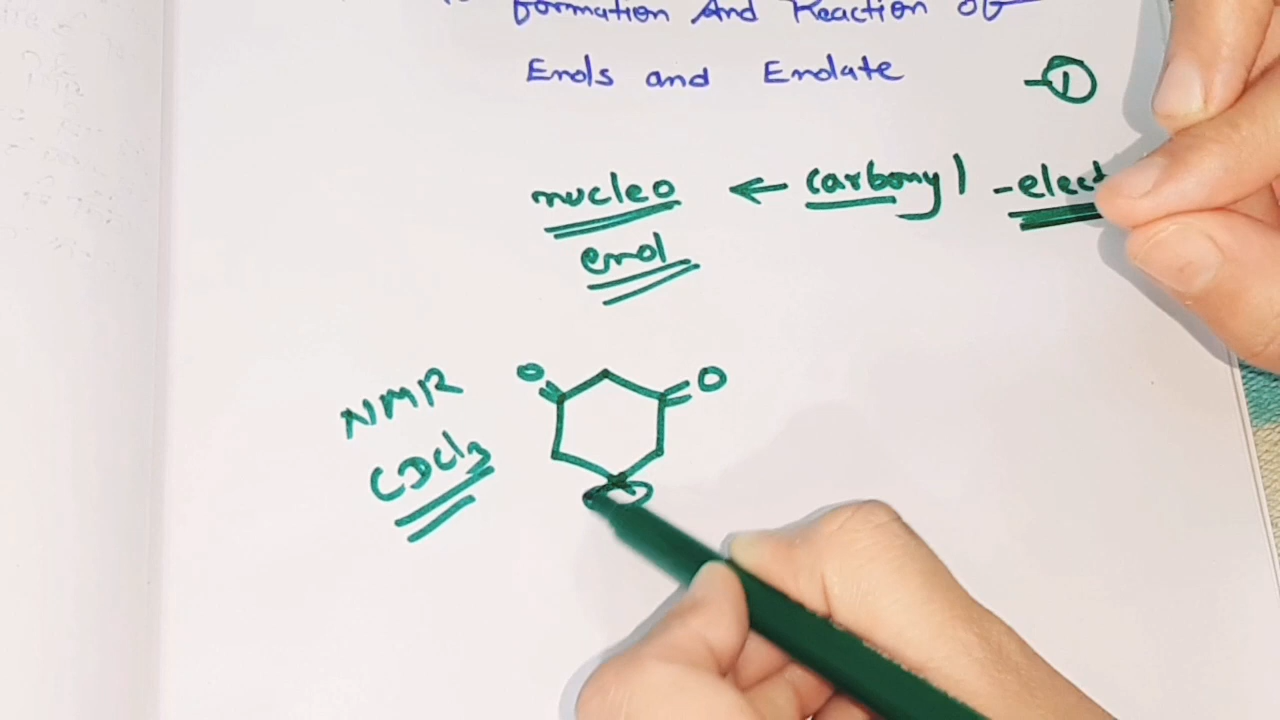 Formation And Reaction OF
Enols and Enolate -①
nucleo ← carbonyl -elect
enol
NMR
CDCl3
O O